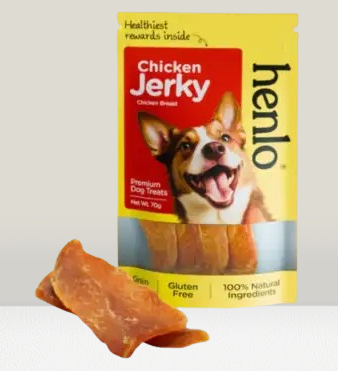 Healthiest
rewards inside
Chicken
Jerky
Chicken Breast
henlo
Premium
Dog Treats
Net Wt. 70g
Grain
Gluten
Free
100% Natural
Ingredients